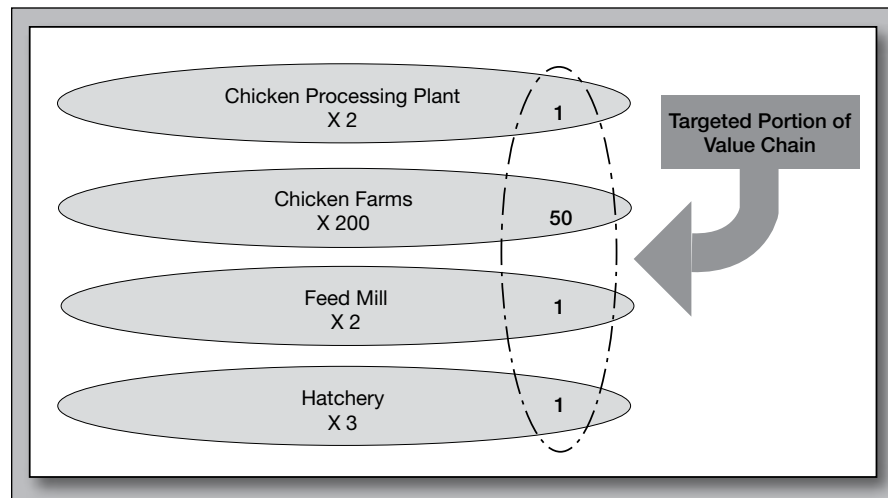 Chicken Processing Plant
X 2
1
Targeted Portion of
Value Chain
Chicken Farms
X 200
50
Feed Mill
X 2
1
Hatchery
X 3
1